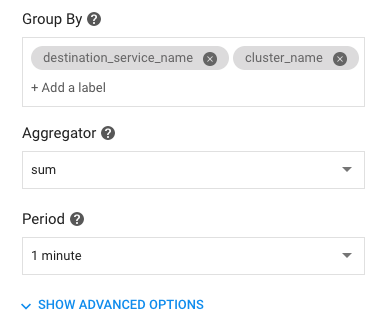 Group By ?
destination_service_name cluster_name
+ Add a label
Aggregator ?
sum
Period ?
1 minute
SHOW ADVANCED OPTIONS